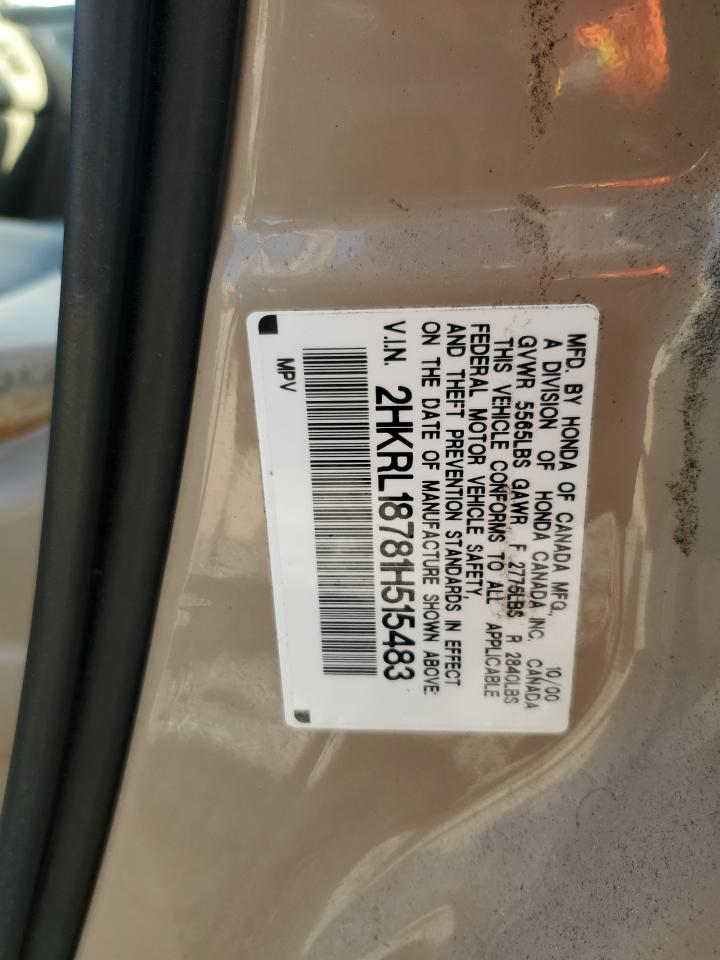 MFD. BY HONDA OF CANADA MFG., 10/00
A DIVISION OF HONDA CANADA INC. CANADA
GVWR 5565LBS GAWR F 2775LBS R 2840LBS
THIS VEHICLE CONFORMS TO ALL APPLICABLE
FEDERAL MOTOR VEHICLE SAFETY,
AND THEFT PREVENTION STANDARDS IN EFFECT
ON THE DATE OF MANUFACTURE SHOWN ABOVE.
V.I.N. 2HKRL18781H515483
MPV